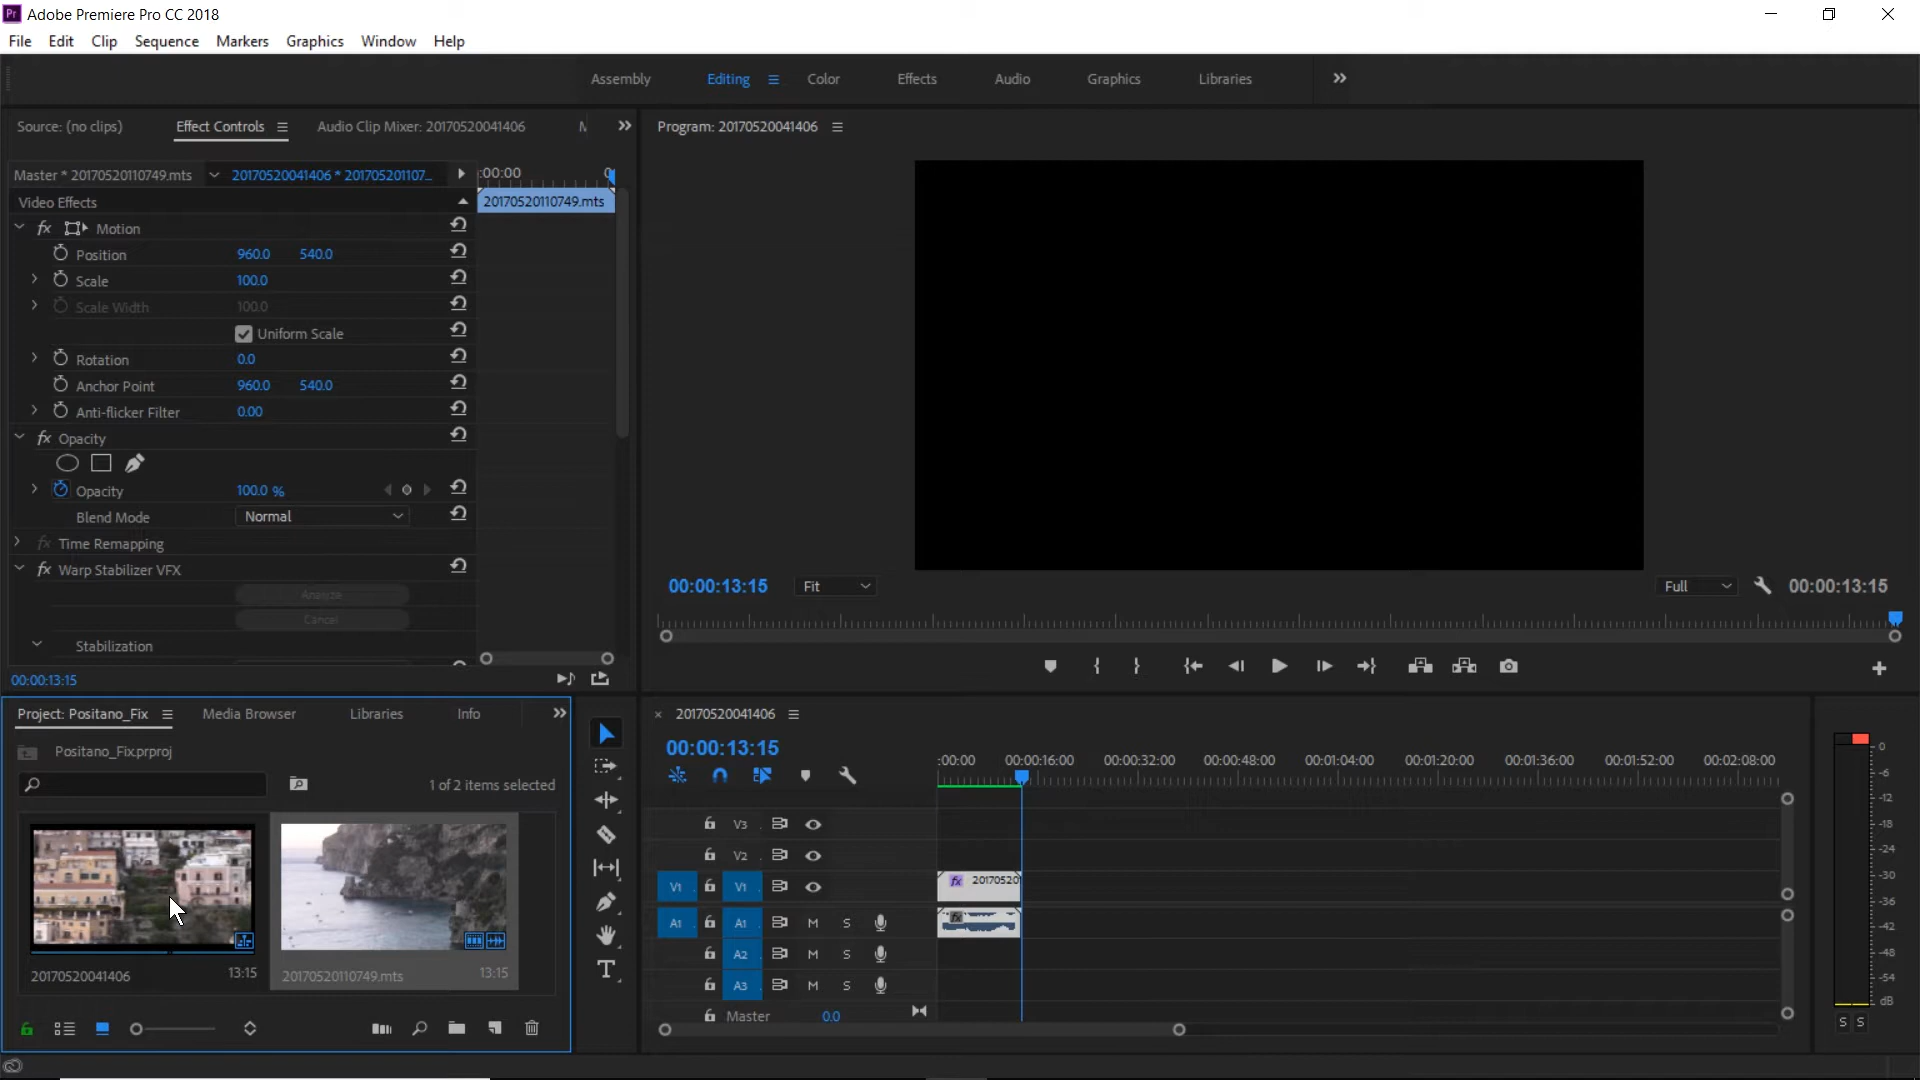 Pr Adobe Premiere Pro CC 2018
File Edit Clip Sequence Markers Graphics Window Help
Assembly Editing Color Effects Audio Graphics Libraries
Source: (no clips) Effect Controls Audio Clip Mixer: 20170520041406
Program: 20170520041406
Master * 20170520110749.mts 20170520041406 * 201705201107... :00:00
Video Effects 20170520110749.mts
fx Motion
Position 960.0 540.0
Scale 100.0
Scale Width 100.0
Uniform Scale
Rotation 0.0
Anchor Point 960.0 540.0
Anti-flicker Filter 0.00
fx Opacity
Opacity 100.0 %
Blend Mode Normal
fx Time Remapping
fx Warp Stabilizer VFX
Analyze
Cancel
Stabilization
00:00:13:15
00:00:13:15 Fit Full 00:00:13:15
Project: Positano_Fix Media Browser Libraries Info
Positano_Fix.prproj
1 of 2 items selected
20170520041406 13:15
20170520110749.mts 13:15
20170520041406
00:00:13:15
:00:00 00:00:16:00 00:00:32:00 00:00:48:00 00:01:04:00 00:01:20:00 00:01:36:00 00:01:52:00 00:02:08:00
V3
V2
V1 V1 fx 201705201
A1 A1 M S fx
A2 M S
A3 M S
Master 0.0
0
-6
-12
-18
-24
-30
-36
-42
-48
-54
dB
S S